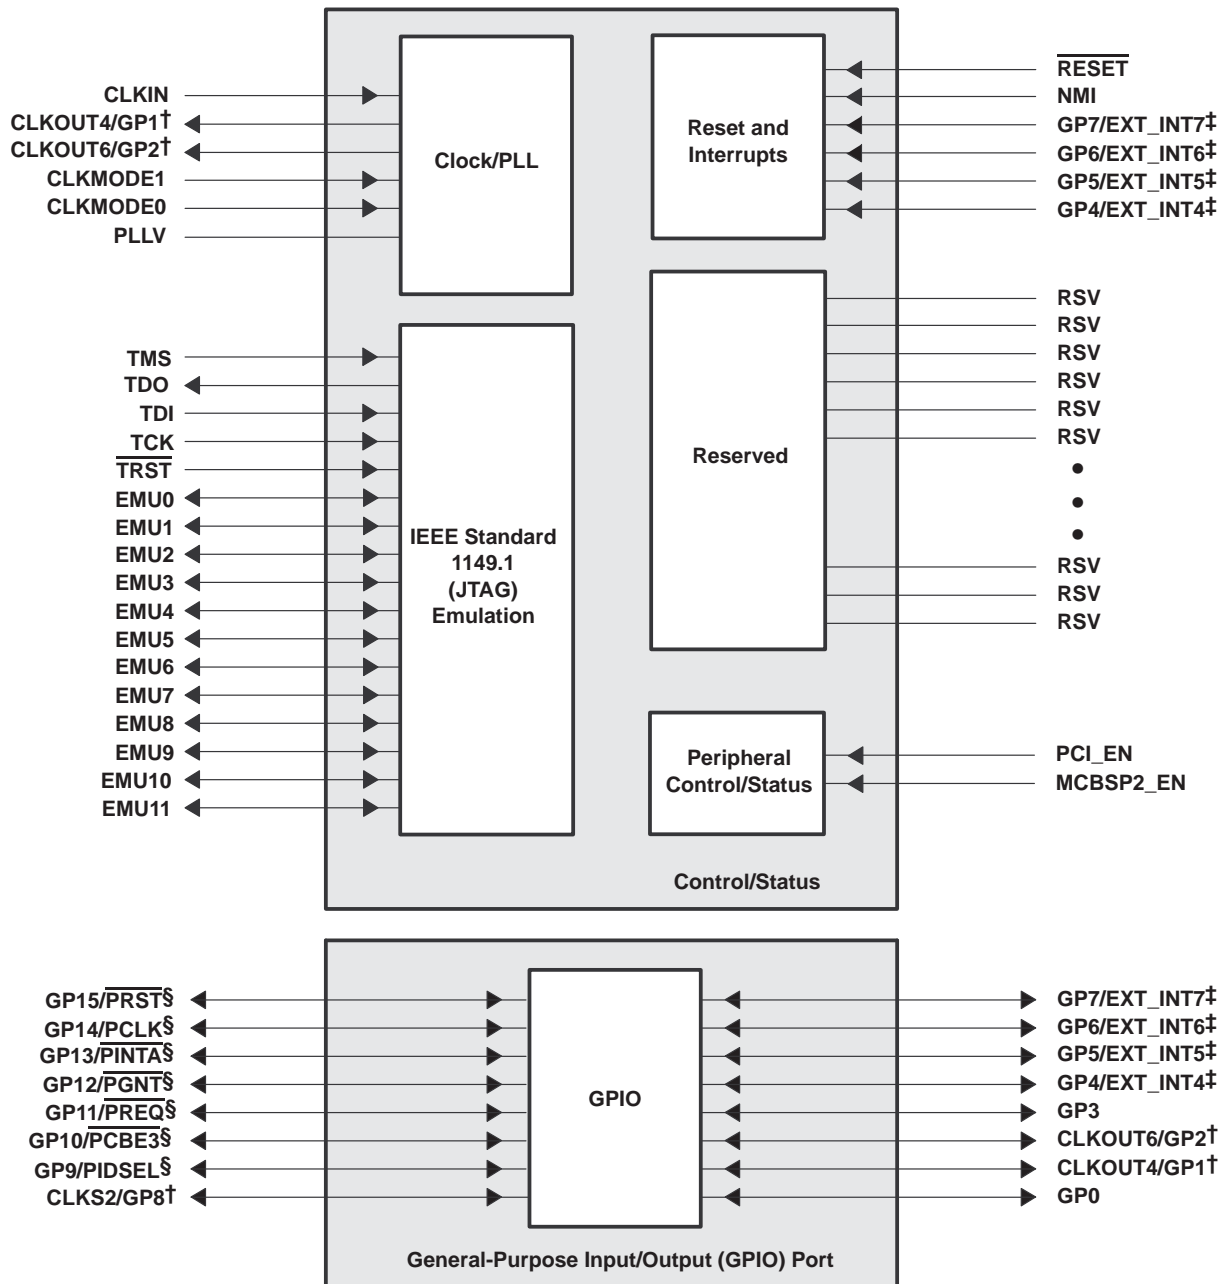 CLKIN
CLKOUT4/GP1†
CLKOUT6/GP2†
CLKMODE1
CLKMODE0
PLLV
Clock/PLL
TMS
TDO
TDI
TCK
TRST
EMU0
EMU1
EMU2
EMU3
EMU4
EMU5
EMU6
EMU7
EMU8
EMU9
EMU10
EMU11
IEEE Standard
1149.1
(JTAG)
Emulation
Reset and
Interrupts
RESET
NMI
GP7/EXT_INT7‡
GP6/EXT_INT6‡
GP5/EXT_INT5‡
GP4/EXT_INT4‡
Reserved
RSV
RSV
RSV
RSV
RSV
RSV
•
•
•
RSV
RSV
RSV
Peripheral
Control/Status
PCI_EN
MCBSP2_EN
Control/Status
GP15/PRST§
GP14/PCLK§
GP13/PINTA§
GP12/PGNT§
GP11/PREQ§
GP10/PCBE3§
GP9/PIDSEL§
CLKS2/GP8†
GPIO
GP7/EXT_INT7‡
GP6/EXT_INT6‡
GP5/EXT_INT5‡
GP4/EXT_INT4‡
GP3
CLKOUT6/GP2†
CLKOUT4/GP1†
GP0
General-Purpose Input/Output (GPIO) Port